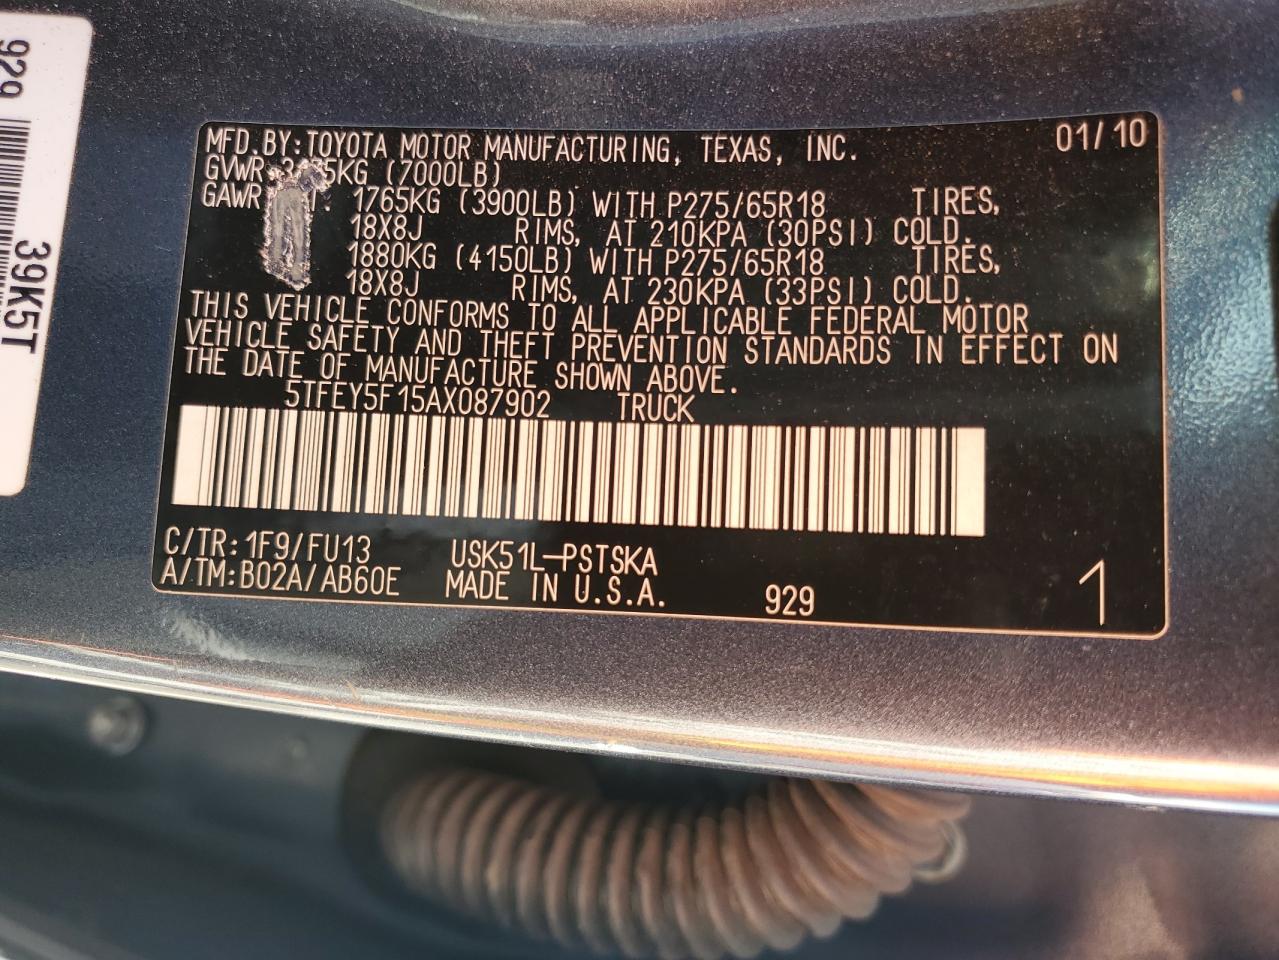 929
39K5T
MFD.BY:TOYOTA MOTOR MANUFACTURING, TEXAS, INC. 01/10
GVWR (7000LB)
GAWR 1765KG (3900LB) WITH P275/65R18 TIRES,
18X8J RIMS, AT 210KPA (30PSI) COLD.
1880KG (4150LB) WITH P275/65R18 TIRES,
18X8J RIMS, AT 230KPA (33PSI) COLD.
THIS VEHICLE CONFORMS TO ALL APPLICABLE FEDERAL MOTOR
VEHICLE SAFETY AND THEFT PREVENTION STANDARDS IN EFFECT ON
THE DATE OF MANUFACTURE SHOWN ABOVE.
5TFEY5F15AX087902 TRUCK
C/TR:1F9/FU13 USK51L-PSTSKA
A/TM:B02A/AB60E MADE IN U.S.A. 929 1